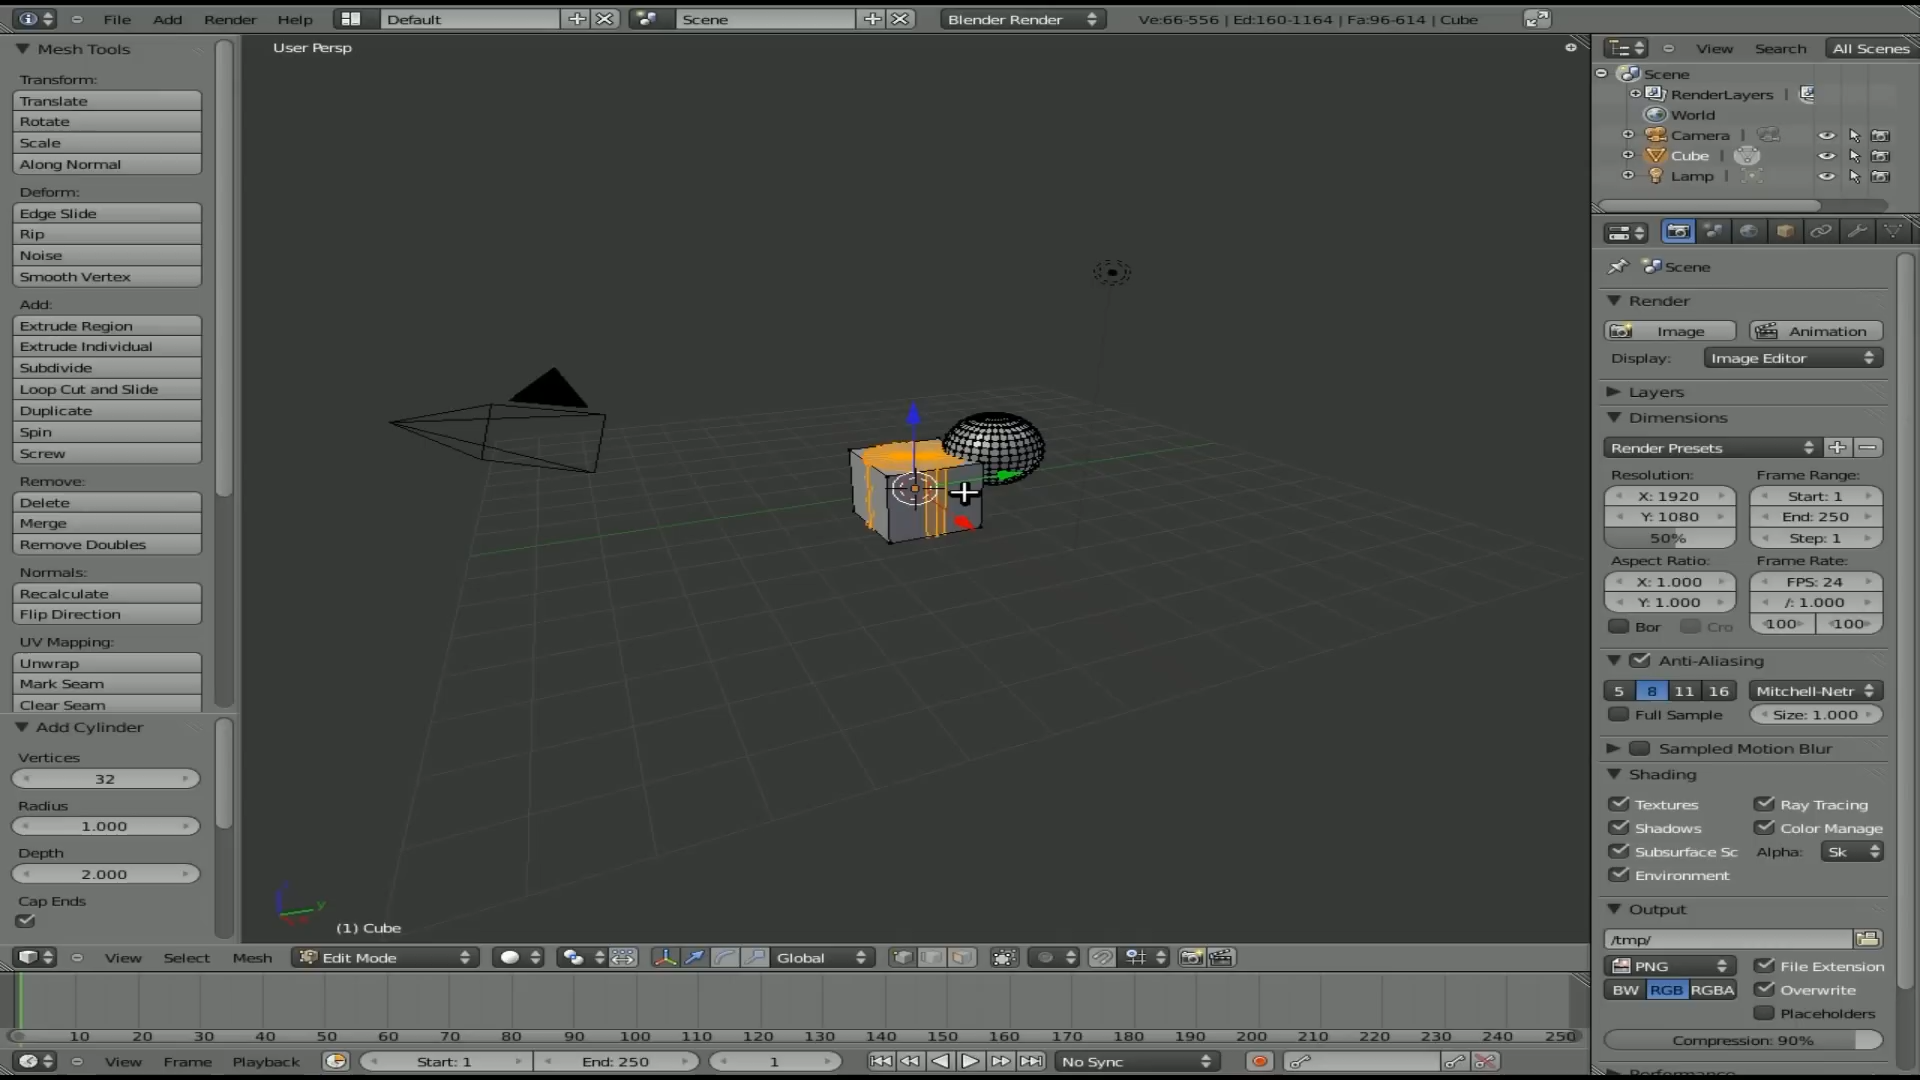 File Add Render Help Default Scene Blender Render Ve:66-556 | Ed:160-1164 | Fa:96-614 | Cube
Mesh Tools
Transform:
Translate
Rotate
Scale
Along Normal
Deform:
Edge Slide
Rip
Noise
Smooth Vertex
Add:
Extrude Region
Extrude Individual
Subdivide
Loop Cut and Slide
Duplicate
Spin
Screw
Remove:
Delete
Merge
Remove Doubles
Normals:
Recalculate
Flip Direction
UV Mapping:
Unwrap
Mark Seam
Clear Seam
Add Cylinder
Vertices
32
Radius
1.000
Depth
2.000
Cap Ends
User Persp
y
(1) Cube
View Select Mesh Edit Mode Global
10 20 30 40 50 60 70 80 90 100 110 120 130 140 150 160 170 180 190 200 210 220 230 240 250
View Frame Playback Start: 1 End: 250 1 No Sync
View Search All Scenes
Scene
RenderLayers |
World
Camera |
Cube |
Lamp |
Scene
Render
Image Animation
Display: Image Editor
Layers
Dimensions
Render Presets
Resolution: Frame Range:
X: 1920 Start: 1
Y: 1080 End: 250
50% Step: 1
Aspect Ratio: Frame Rate:
X: 1.000 FPS: 24
Y: 1.000 /: 1.000
Bor Cro 100 100
Anti-Aliasing
5 8 11 16 Mitchell-Netr
Full Sample Size: 1.000
Sampled Motion Blur
Shading
Textures Ray Tracing
Shadows Color Manage
Subsurface Sc Alpha: Sk
Environment
Output
/tmp/
PNG File Extension
BW RGB RGBA Overwrite
Placeholders
Compression: 90%